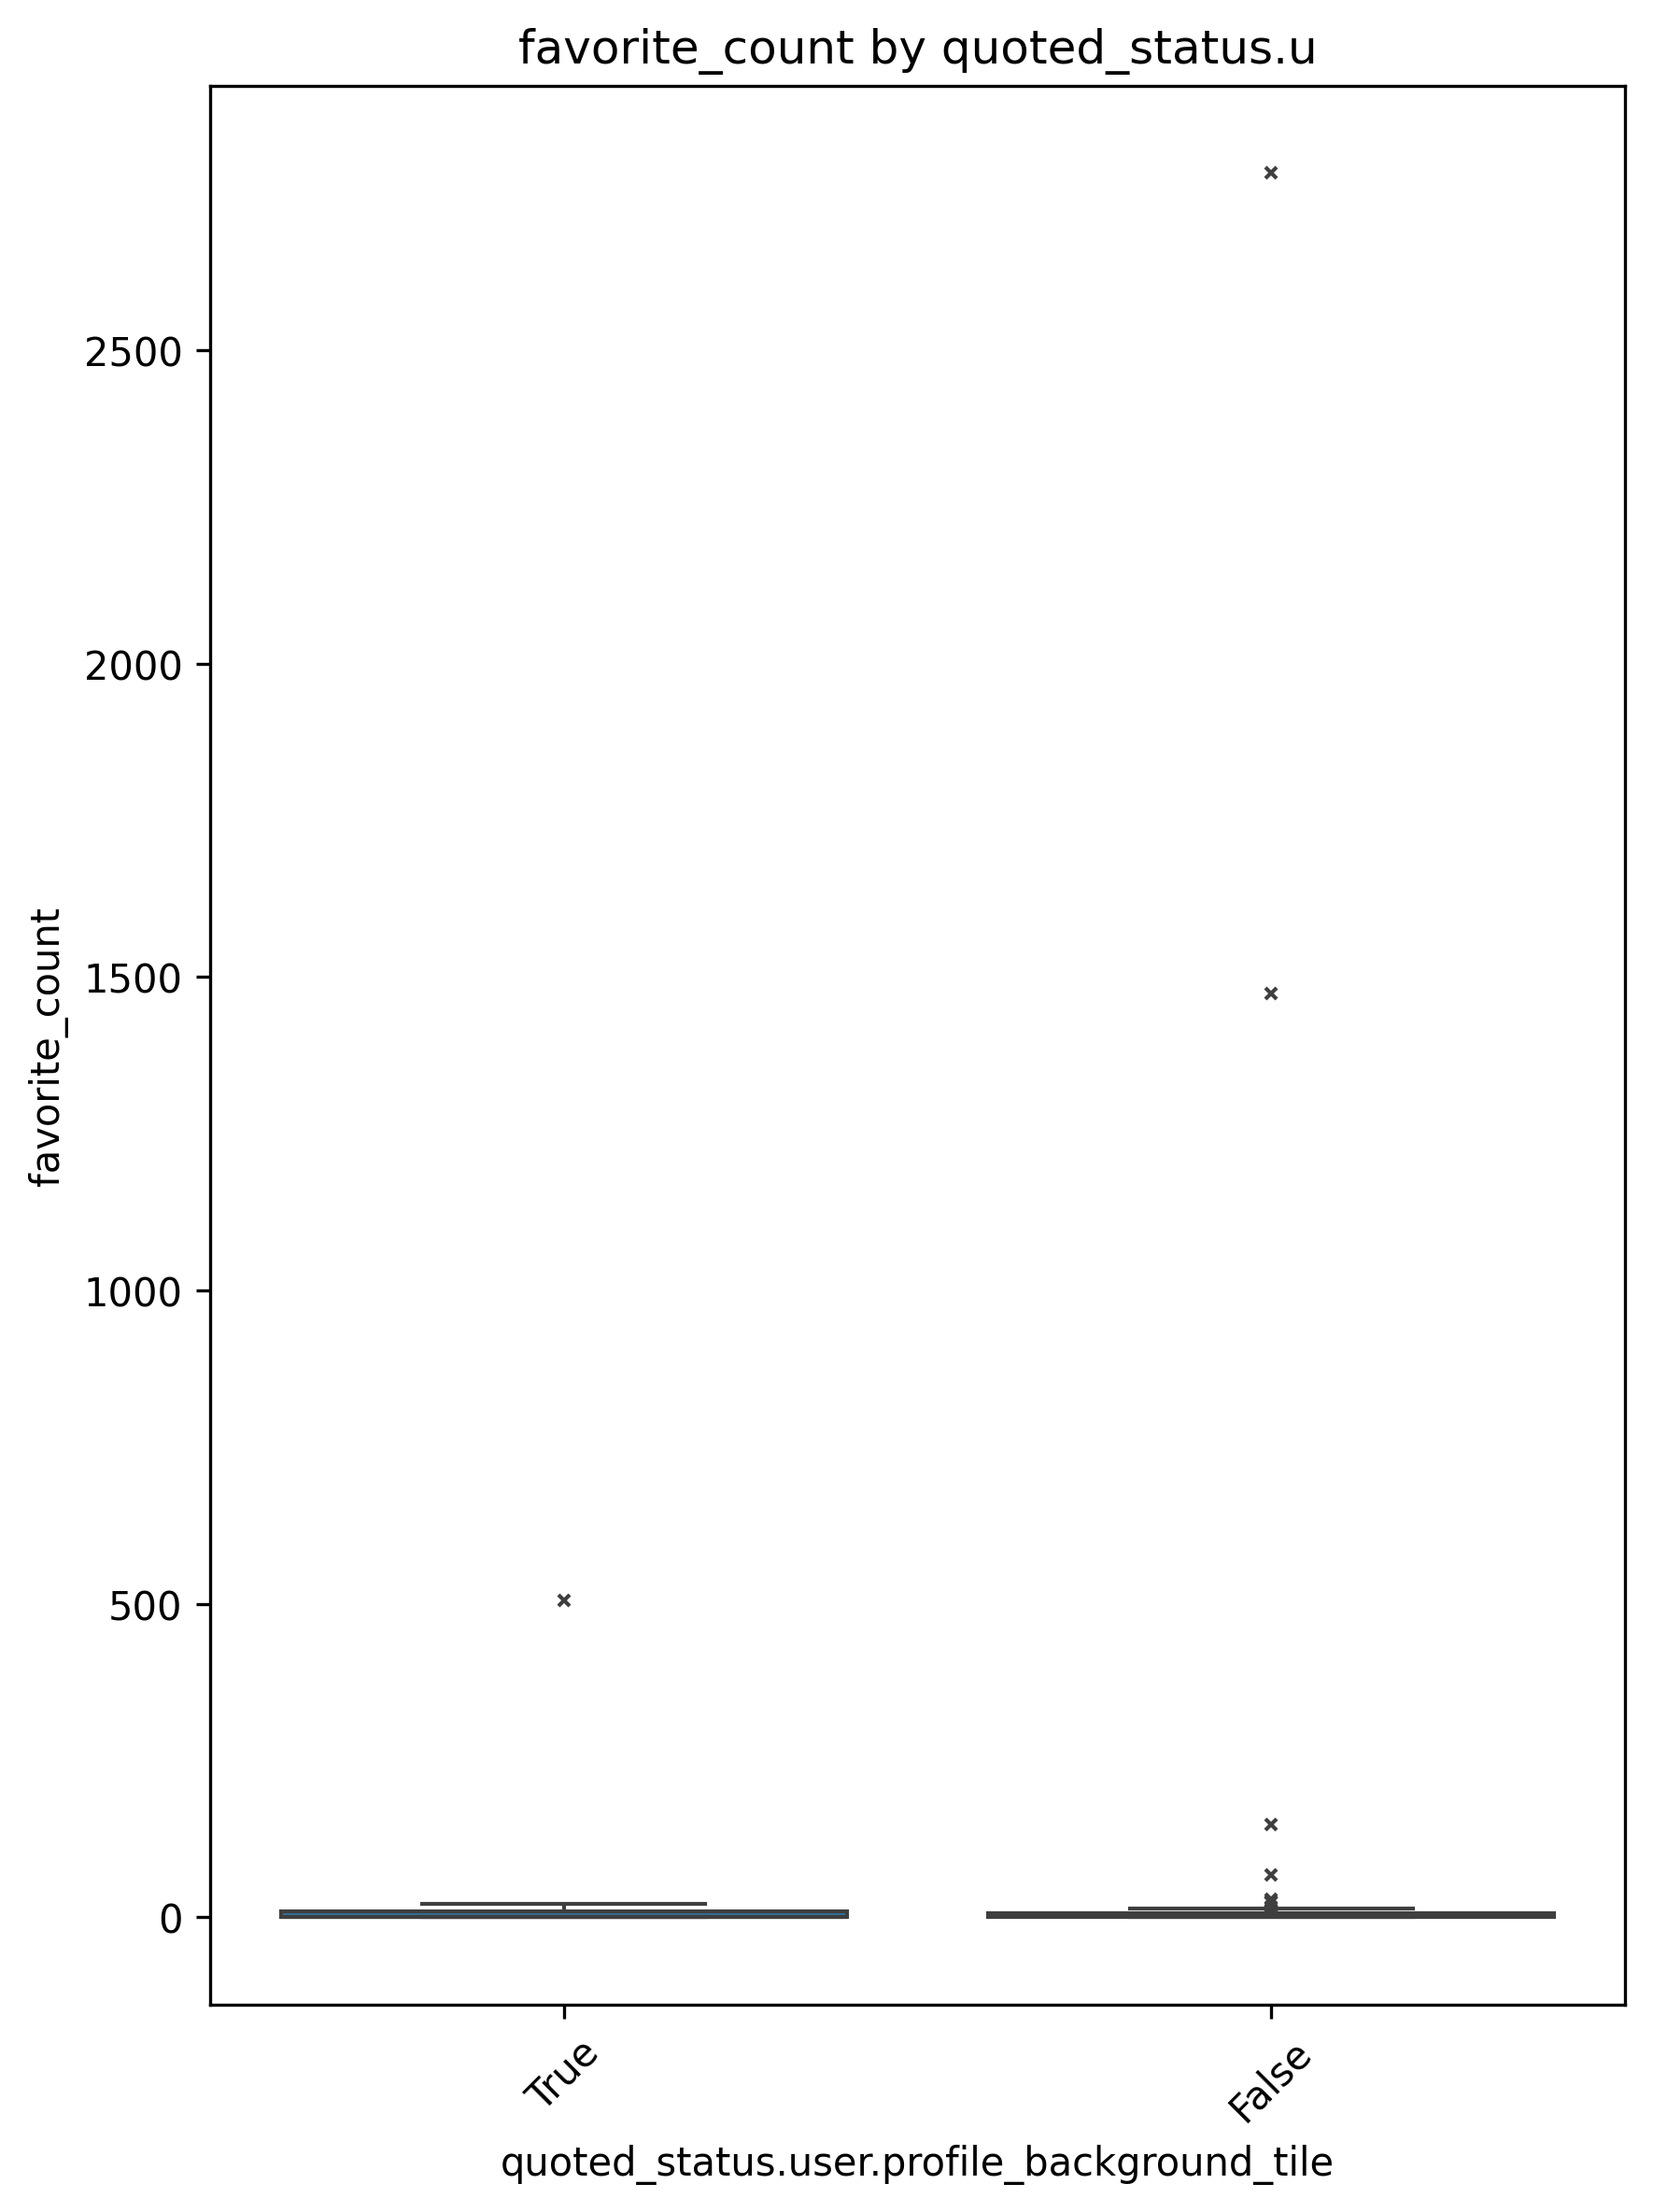 favorite_count by quoted_status.u
2500
2000
1500
1000
500
0
favorite_count
True
False
quoted_status.user.profile_background_tile